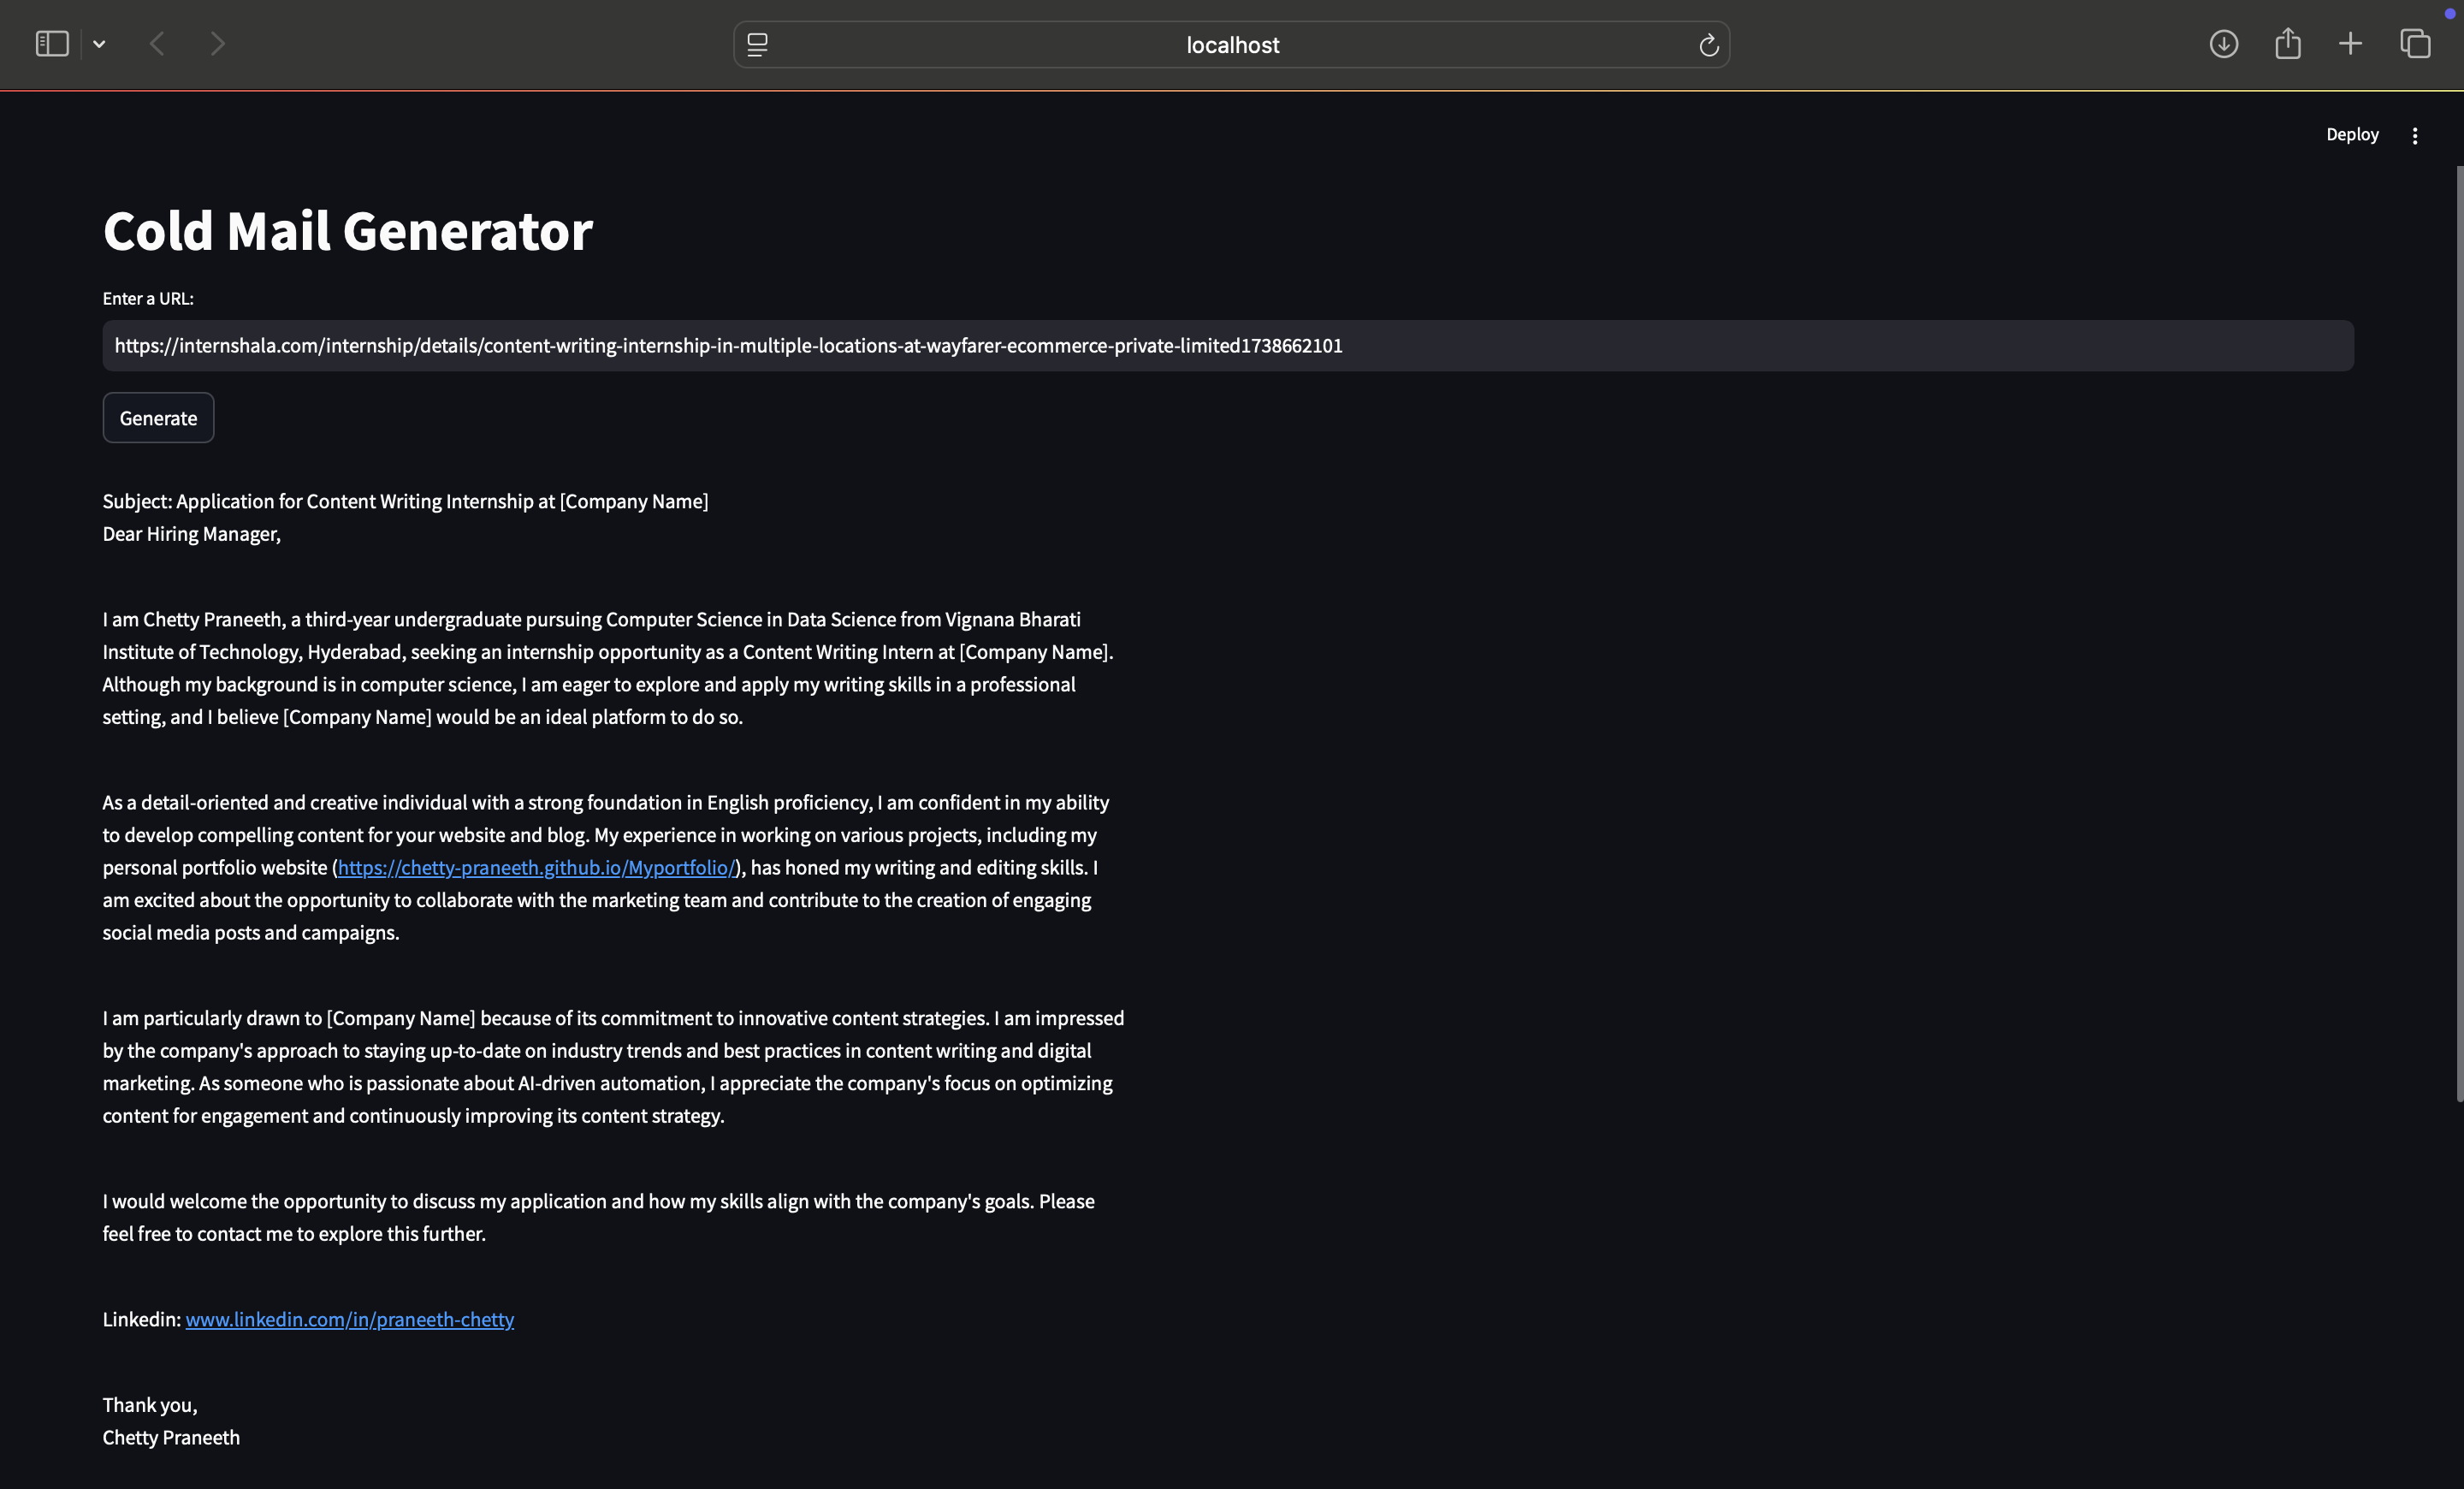 localhost
Deploy
Cold Mail Generator
Enter a URL:
https://internshala.com/internship/details/content-writing-internship-in-multiple-locations-at-wayfarer-ecommerce-private-limited1738662101
Generate
Subject: Application for Content Writing Internship at [Company Name]
Dear Hiring Manager,
I am Chetty Praneeth, a third-year undergraduate pursuing Computer Science in Data Science from Vignana Bharati
Institute of Technology, Hyderabad, seeking an internship opportunity as a Content Writing Intern at [Company Name].
Although my background is in computer science, I am eager to explore and apply my writing skills in a professional
setting, and I believe [Company Name] would be an ideal platform to do so.
As a detail-oriented and creative individual with a strong foundation in English proficiency, I am confident in my ability
to develop compelling content for your website and blog. My experience in working on various projects, including my
personal portfolio website (https://chetty-praneeth.github.io/Myportfolio/), has honed my writing and editing skills. I
am excited about the opportunity to collaborate with the marketing team and contribute to the creation of engaging
social media posts and campaigns.
I am particularly drawn to [Company Name] because of its commitment to innovative content strategies. I am impressed
by the company's approach to staying up-to-date on industry trends and best practices in content writing and digital
marketing. As someone who is passionate about AI-driven automation, I appreciate the company's focus on optimizing
content for engagement and continuously improving its content strategy.
I would welcome the opportunity to discuss my application and how my skills align with the company's goals. Please
feel free to contact me to explore this further.
Linkedin: www.linkedin.com/in/praneeth-chetty
Thank you,
Chetty Praneeth